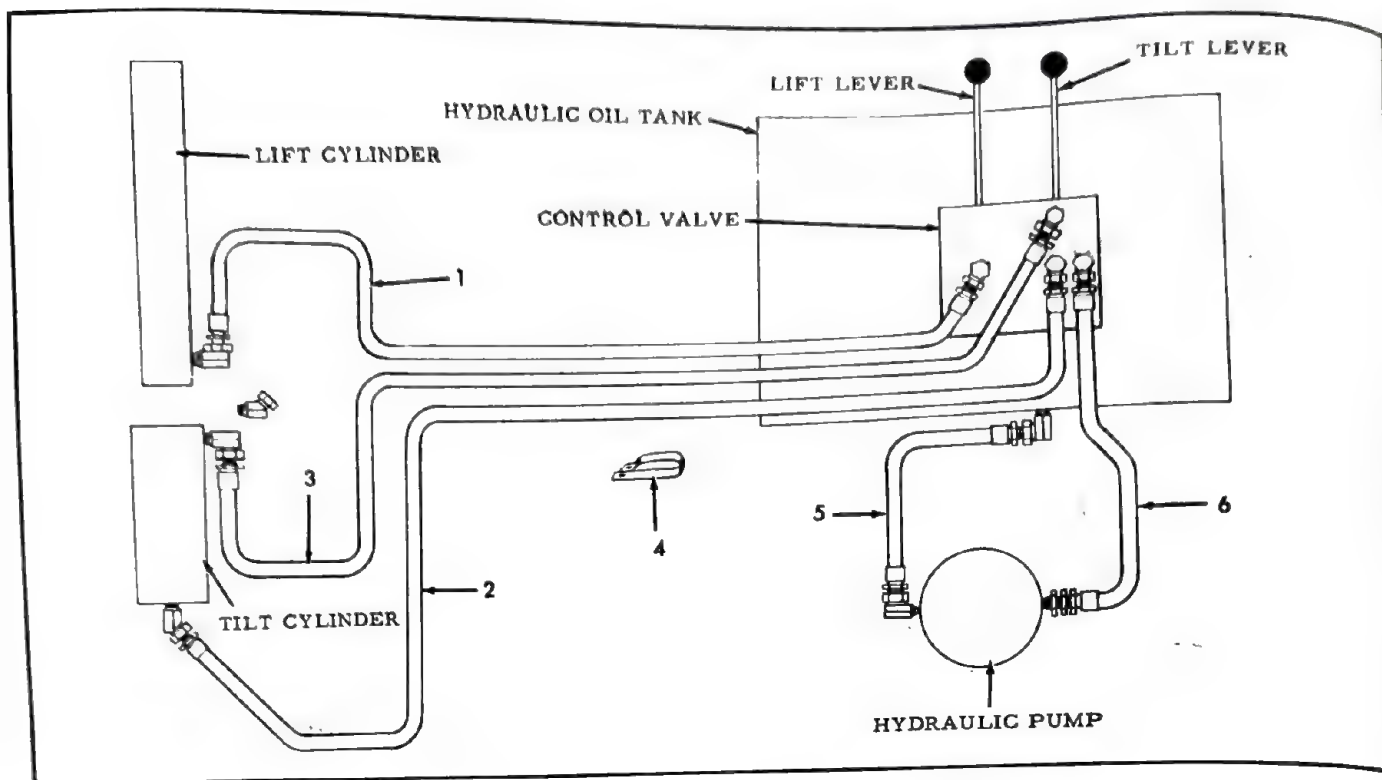 TILT LEVER
LIFT LEVER
HYDRAULIC OIL TANK
LIFT CYLINDER
CONTROL VALVE
1
3
4
5
6
2
TILT CYLINDER
HYDRAULIC PUMP